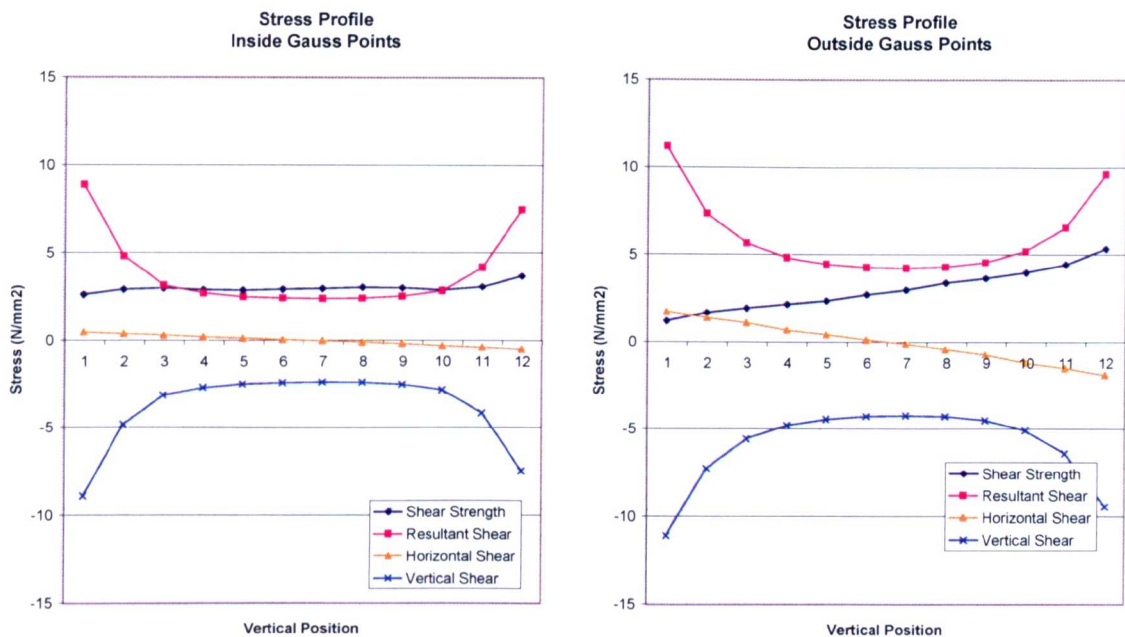 Stress Profile
Inside Gauss Points
15
10
5
0
-5
-10
-15
Stress (N/mm2)
1 2 3 4 5 6 7 8 9 10 11 12
Shear Strength
Resultant Shear
Horizontal Shear
Vertical Shear
Vertical Position
Stress Profile
Outside Gauss Points
15
10
5
0
-5
-10
-15
Stress (N/mm2)
1 2 3 4 5 6 7 8 9 10 11 12
Shear Strength
Resultant Shear
Horizontal Shear
Vertical Shear
Vertical Position